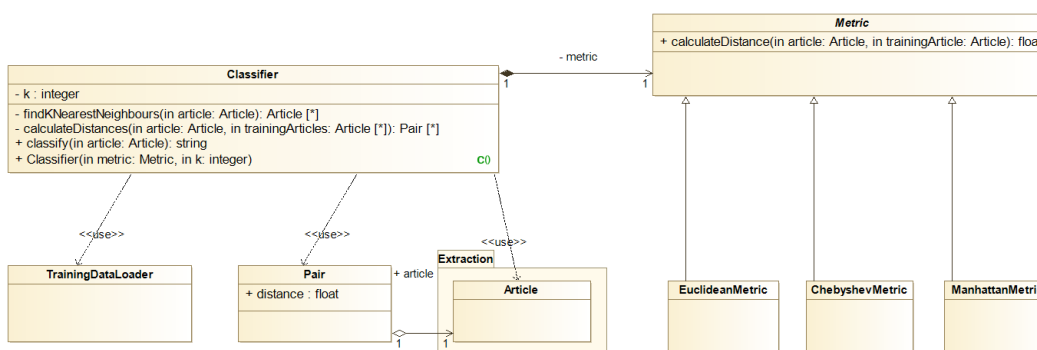 Metric
+ calculateDistance(in article: Article, in trainingArticle: Article): floa
- metric
1
1
Classifier
- k : integer
- findKNearestNeighbours(in article: Article): Article [*]
- calculateDistances(in article: Article, in trainingArticles: Article [*]): Pair [*]
+ classify(in article: Article): string
+ Classifier(in metric: Metric, in k: integer)
C()
<<use>>
<<use>>
<<use>>
TrainingDataLoader
Pair
+ distance : float
+ article
1
1
Extraction
Article
EuclideanMetric
ChebyshevMetric
ManhattanMetri